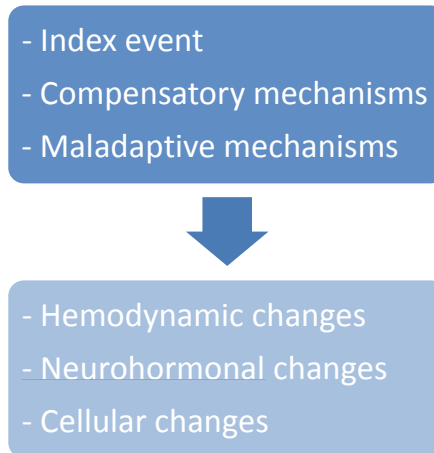 - Index event
- Compensatory mechanisms
- Maladaptive mechanisms
- Hemodynamic changes
- Neurohormonal changes
- Cellular changes